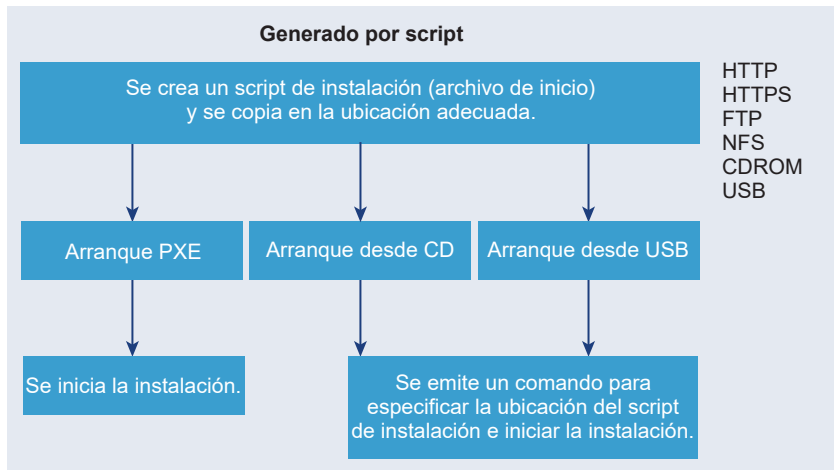 Generado por script
Se crea un script de instalación (archivo de inicio)
y se copia en la ubicación adecuada.
HTTP
HTTPS
FTP
NFS
CDROM
USB
Arranque PXE
Arranque desde CD
Arranque desde USB
Se inicia la instalación.
Se emite un comando para
especificar la ubicación del script
de instalación e iniciar la instalación.